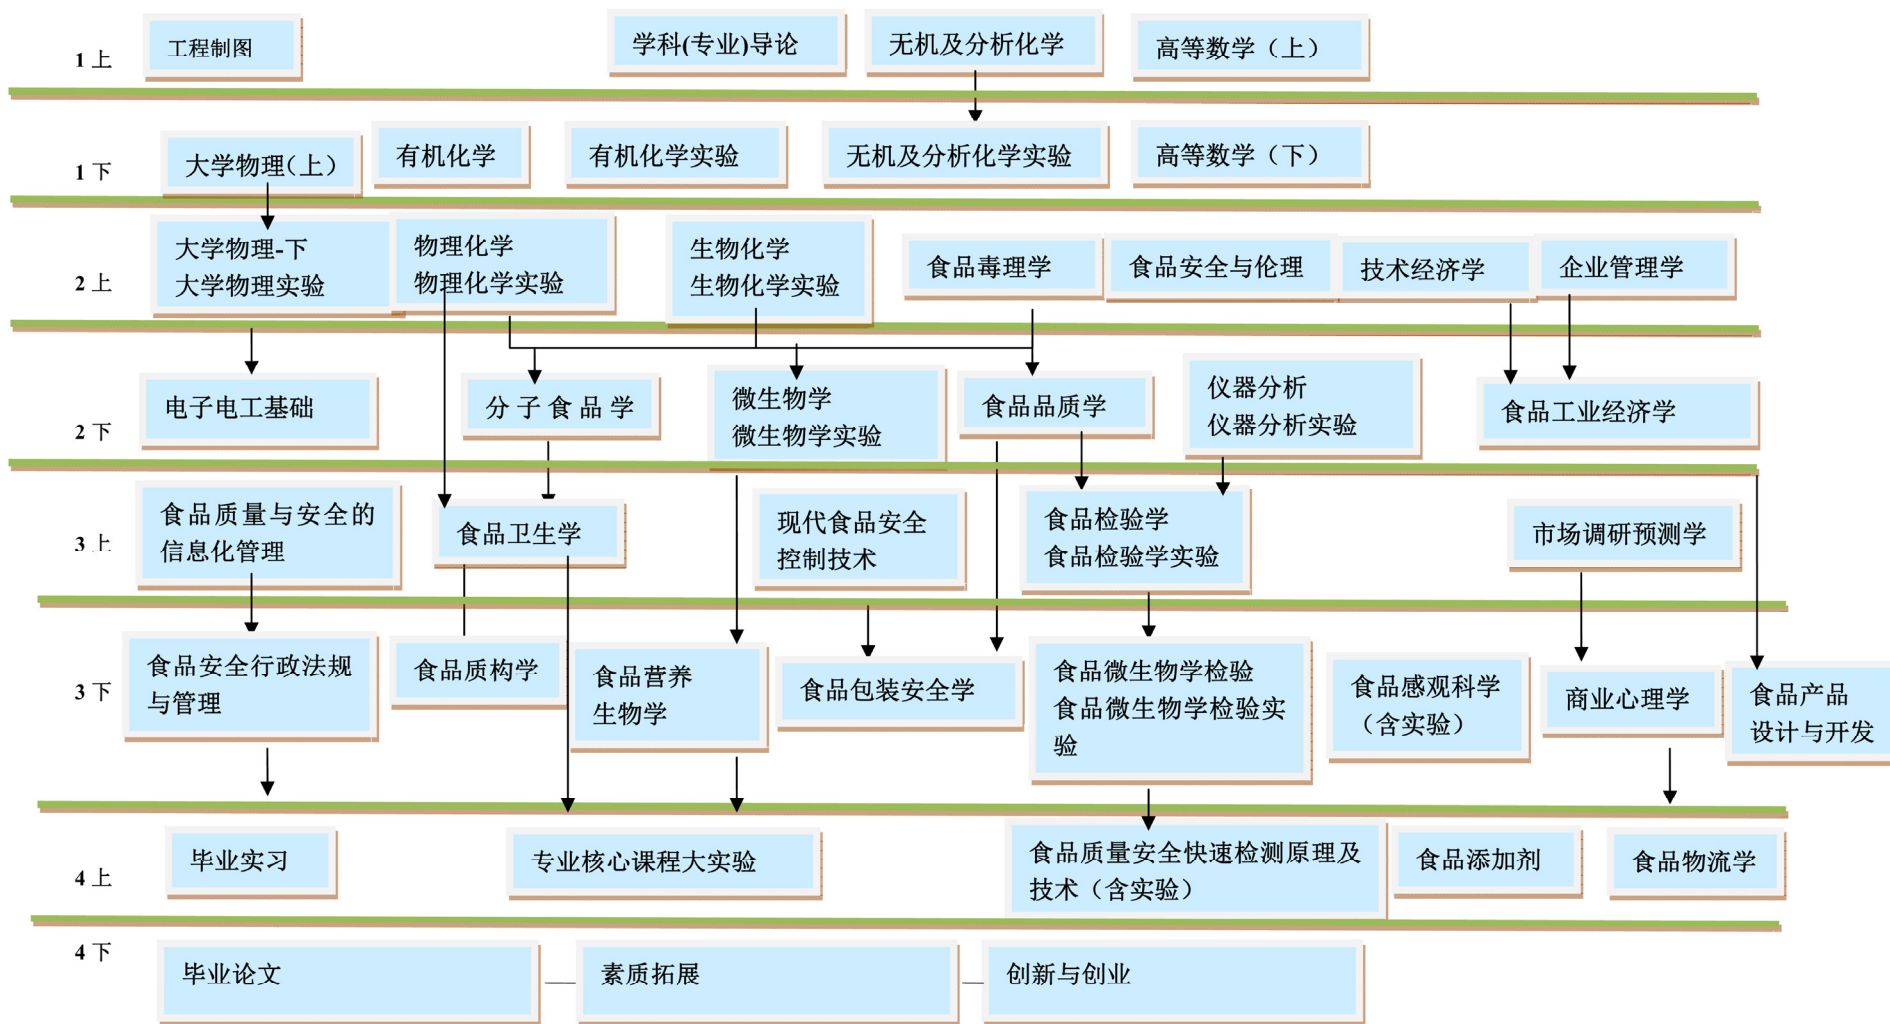 1 上
工程制图
学科(专业)导论
无机及分析化学
高等数学（上）
1 下
大学物理(上)
有机化学
有机化学实验
无机及分析化学实验
高等数学（下）
2 上
大学物理-下
大学物理实验
物理化学
物理化学实验
生物化学
生物化学实验
食品毒理学
食品安全与伦理
技术经济学
企业管理学
2 下
电子电工基础
分 子 食 品 学
微生物学
微生物学实验
食品品质学
仪器分析
仪器分析实验
食品工业经济学
3 上
食品质量与安全的
信息化管理
食品卫生学
现代食品安全
控制技术
食品检验学
食品检验学实验
市场调研预测学
3 下
食品安全行政法规
与管理
食品质构学
食品营养
生物学
食品包装安全学
食品微生物学检验
食品微生物学检验实
验
食品感观科学
（含实验）
商业心理学
食品产品
设计与开发
4 上
毕业实习
专业核心课程大实验
食品质量安全快速检测原理及
技术（含实验）
食品添加剂
食品物流学
4 下
毕业论文
素质拓展
创新与创业